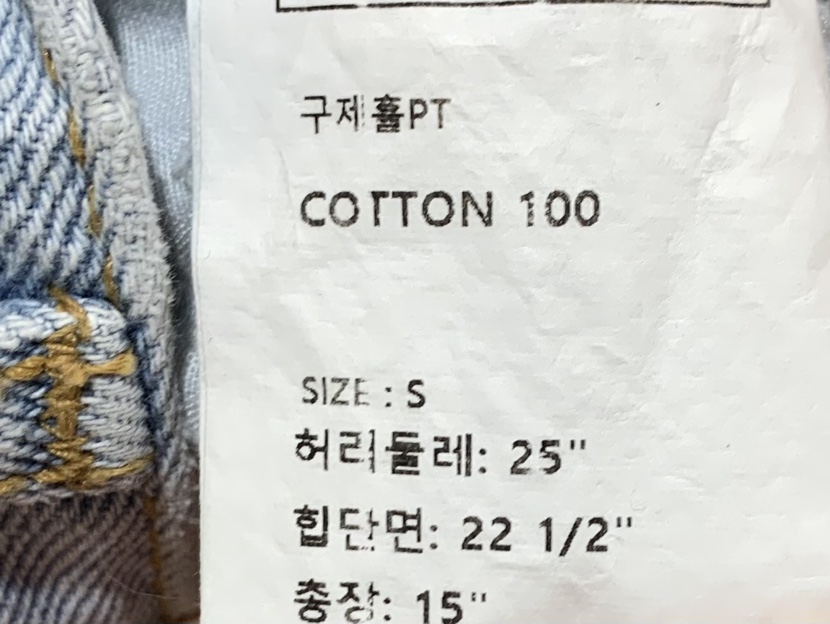 구제홀PT
COTTON 100
SIZE : S
허리둘레: 25"
힙단면: 22 1/2"
총장: 15"